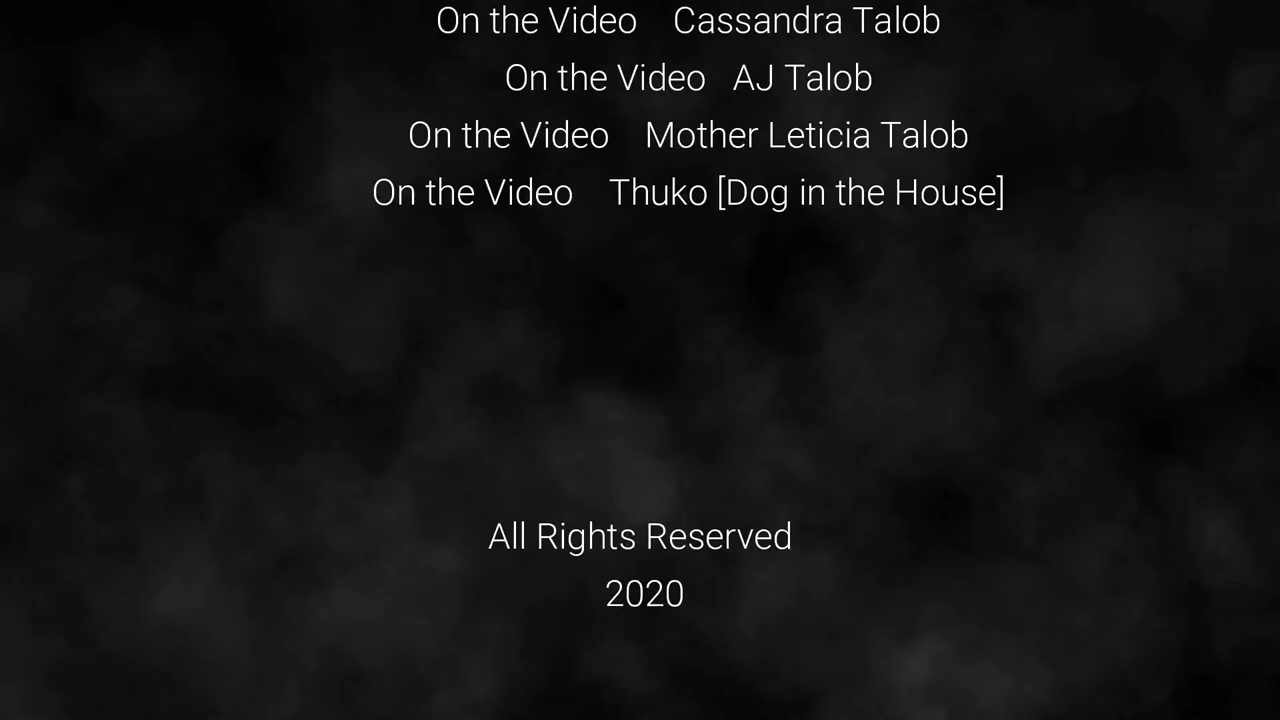 On the Video Cassandra Talob
On the Video AJ Talob
On the Video Mother Leticia Talob
On the Video Thuko [Dog in the House]
All Rights Reserved
2020